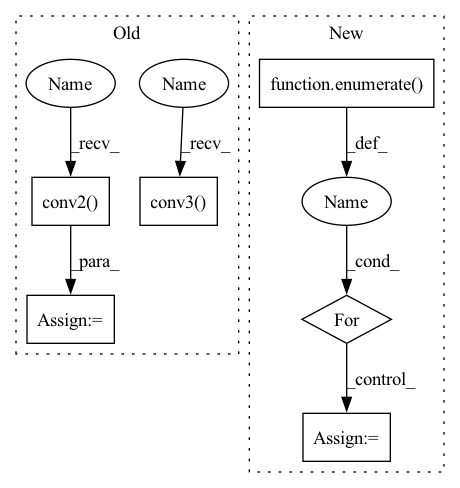 Old
New
Name
Name
function.enumerate()
_recv_
_recv_
_def_
conv2()
conv3()
Name
_para_
_cond_
Assign:=
For
_control_
Assign:=